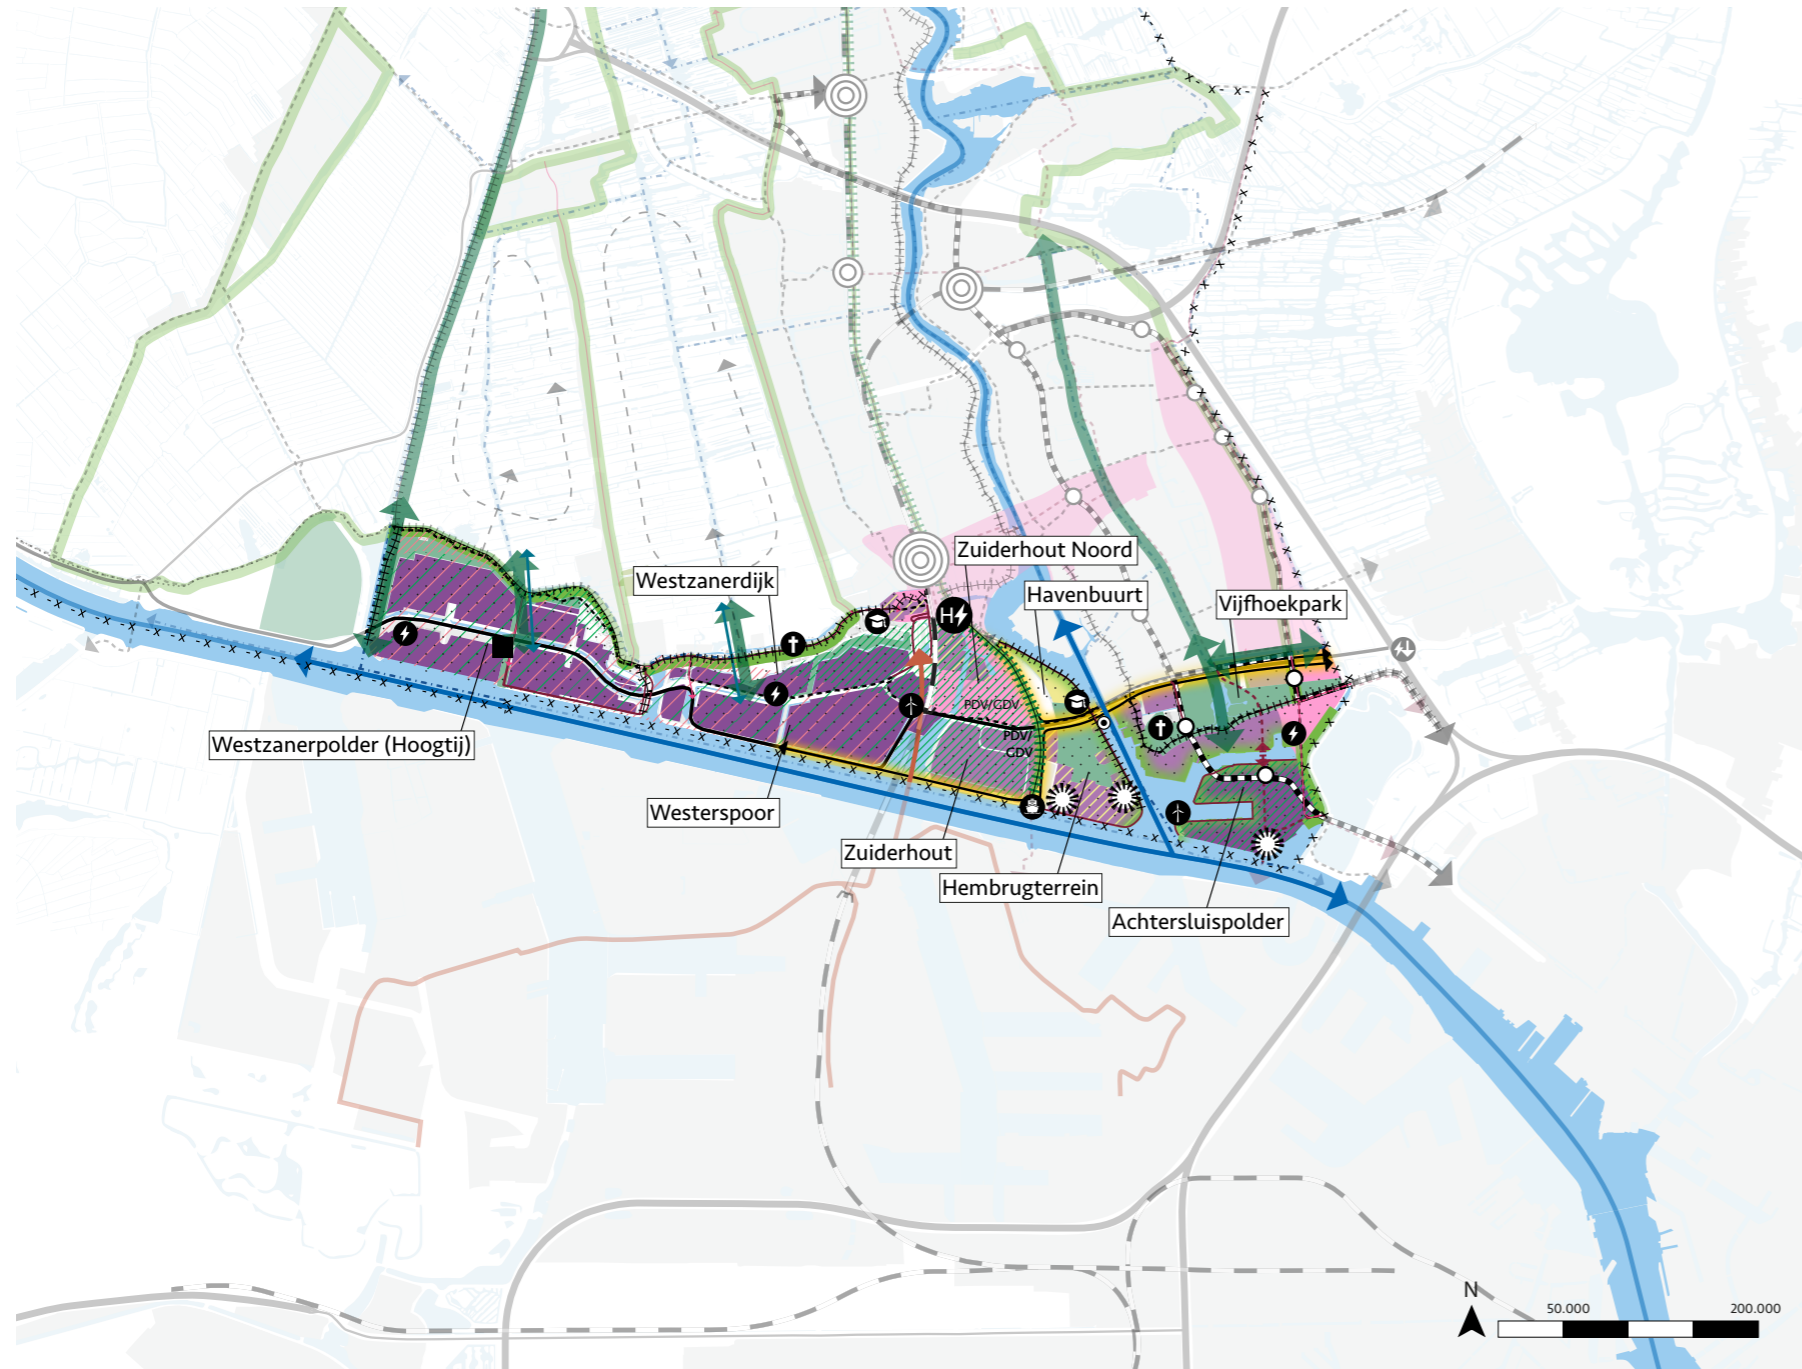 Zuiderhout Noord
Westzanerdijk
Havenbuurt
Vijfhoekpark
H
PDV/GDV
PDV/
GDV
Westzanerpolder (Hoogtij)
Westerspoor
Zuiderhout
Hembrugterrein
Achtersluispolder
N
50.000
200.000